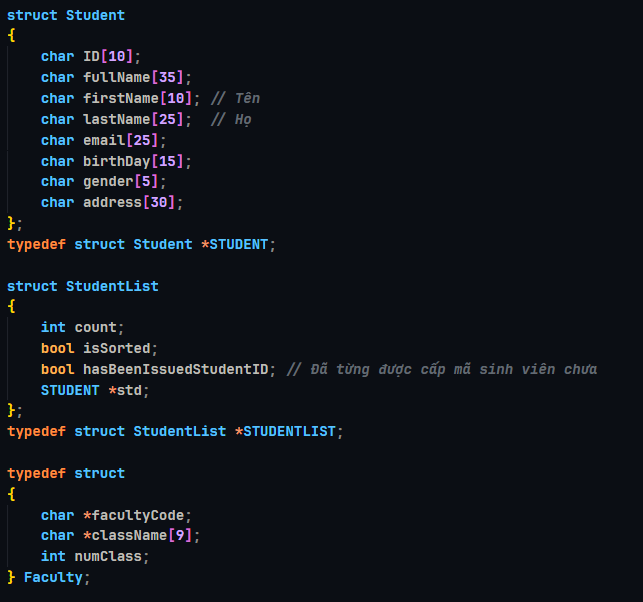 struct Student
{
    char ID[10];
    char fullName[35];
    char firstName[10]; // Tên
    char lastName[25];  // Họ
    char email[25];
    char birthDay[15];
    char gender[5];
    char address[30];
};
typedef struct Student *STUDENT;

struct StudentList
{
    int count;
    bool isSorted;
    bool hasBeenIssuedStudentID; // Đã từng được cấp mã sinh viên chưa
    STUDENT *std;
};
typedef struct StudentList *STUDENTLIST;

typedef struct
{
    char *facultyCode;
    char *className[9];
    int numClass;
} Faculty;